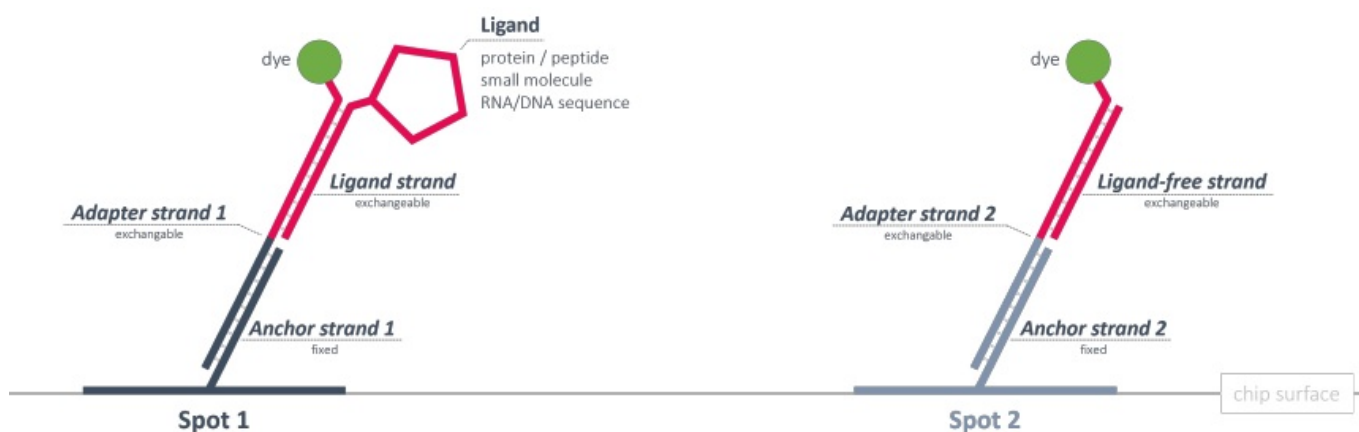 Ligand
dye
protein / peptide
small molecule
RNA/DNA sequence
Ligand strand
exchangeable
Adapter strand 1
exchangable
Anchor strand 1
fixed
Spot 1
dye
Ligand-free strand
exchangeable
Adapter strand 2
exchangable
Anchor strand 2
fixed
Spot 2
chip surface